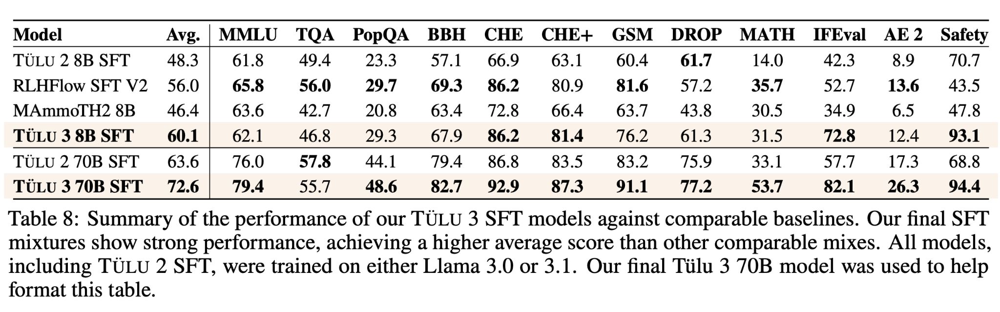 Model Avg. MMLU TQA PopQA BBH CHE CHE+ GSM DROP MATH IFEval AE 2 Safety
TÜLU 2 8B SFT 48.3 61.8 49.4 23.3 57.1 66.9 63.1 60.4 61.7 14.0 42.3 8.9 70.7
RLHFlow SFT V2 56.0 65.8 56.0 29.7 69.3 86.2 80.9 81.6 57.2 35.7 52.7 13.6 43.5
MAmmoTH2 8B 46.4 63.6 42.7 20.8 63.4 72.8 66.4 63.7 43.8 30.5 34.9 6.5 47.8
TÜLU 3 8B SFT 60.1 62.1 46.8 29.3 67.9 86.2 81.4 76.2 61.3 31.5 72.8 12.4 93.1
TÜLU 2 70B SFT 63.6 76.0 57.8 44.1 79.4 86.8 83.5 83.2 75.9 33.1 57.7 17.3 68.8
TÜLU 3 70B SFT 72.6 79.4 55.7 48.6 82.7 92.9 87.3 91.1 77.2 53.7 82.1 26.3 94.4
Table 8: Summary of the performance of our TÜLU 3 SFT models against comparable baselines. Our final SFT
mixtures show strong performance, achieving a higher average score than other comparable mixes. All models,
including TÜLU 2 SFT, were trained on either Llama 3.0 or 3.1. Our final Tülu 3 70B model was used to help
format this table.